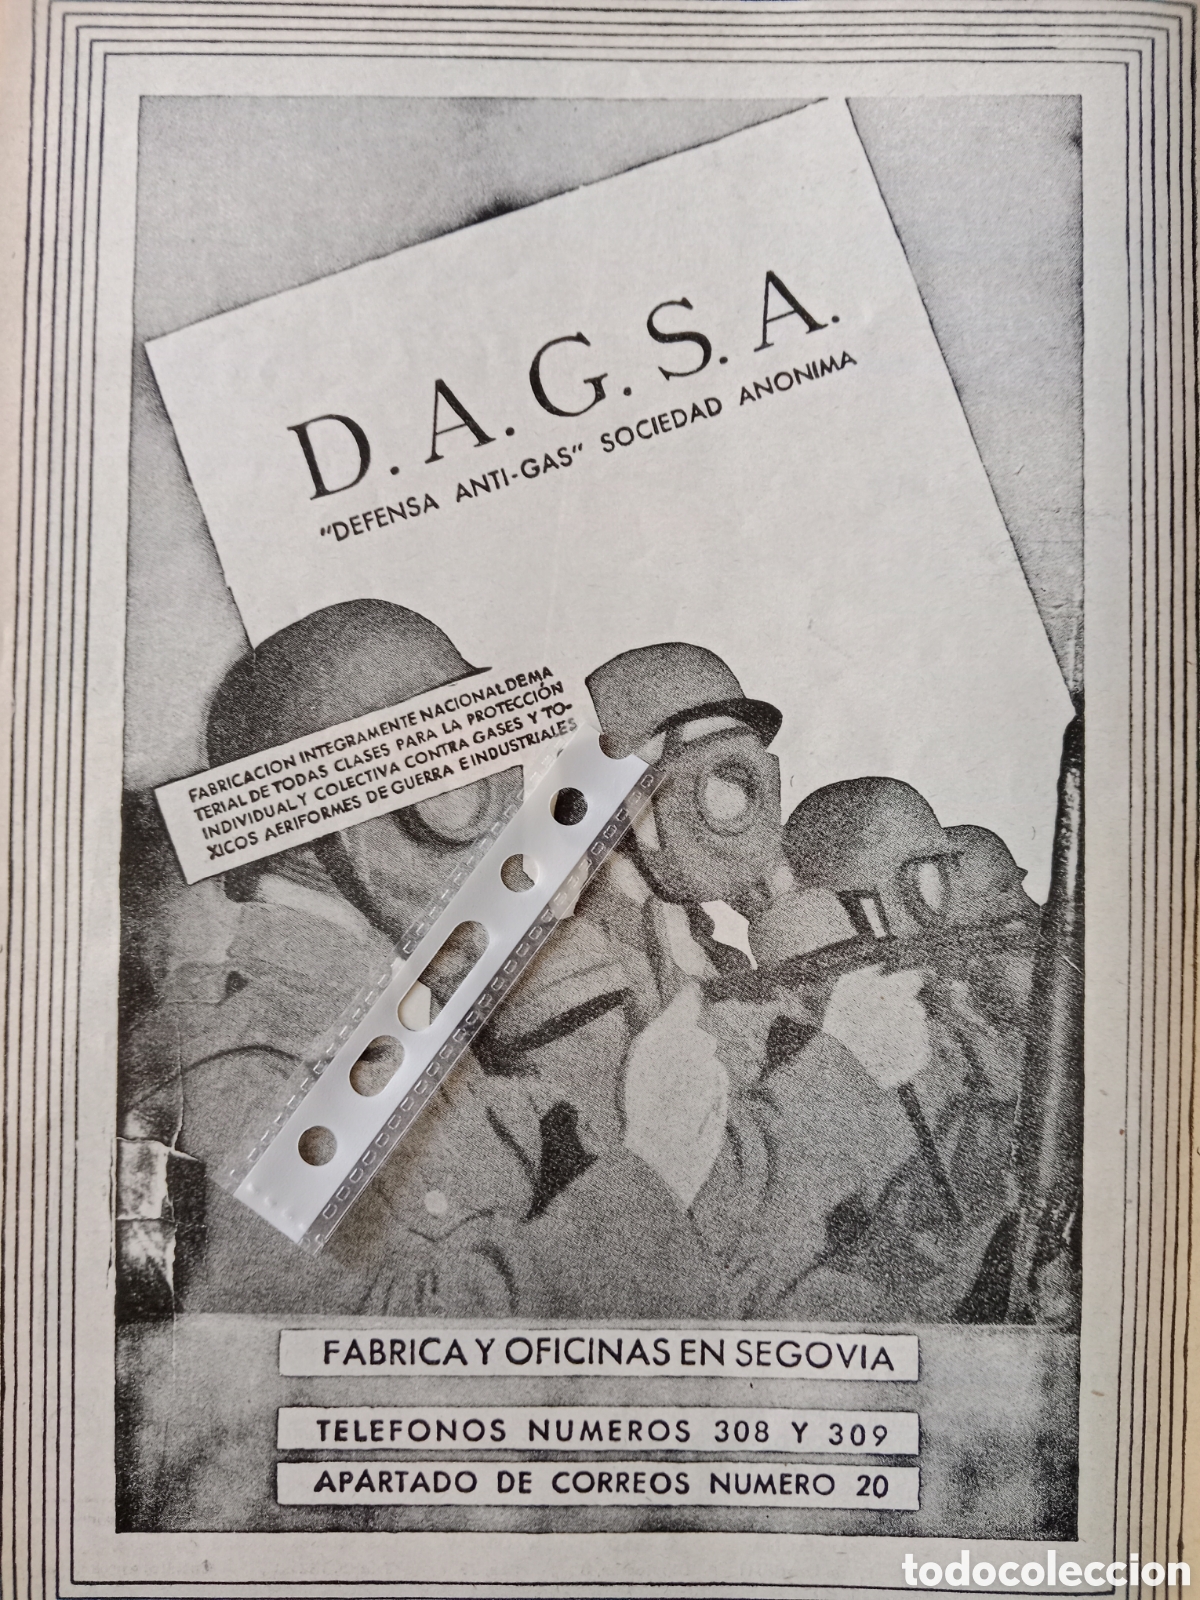 D. A. G. S. A.
"DEFENSA ANTI-GAS" SOCIEDAD ANONIMA
FABRICACION INTEGRAMENTE NACIONAL DE MA
TERIAL DE TODAS CLASES PARA LA PROTECCIÓN
INDIVIDUAL Y COLECTIVA CONTRA GASES Y TO-
XICOS AERIFORMES DE GUERRA E INDUSTRIALES
FABRICA Y OFICINAS EN SEGOVIA
TELEFONOS NUMEROS 308 Y 309
APARTADO DE CORREOS NUMERO 20
todocoleccion